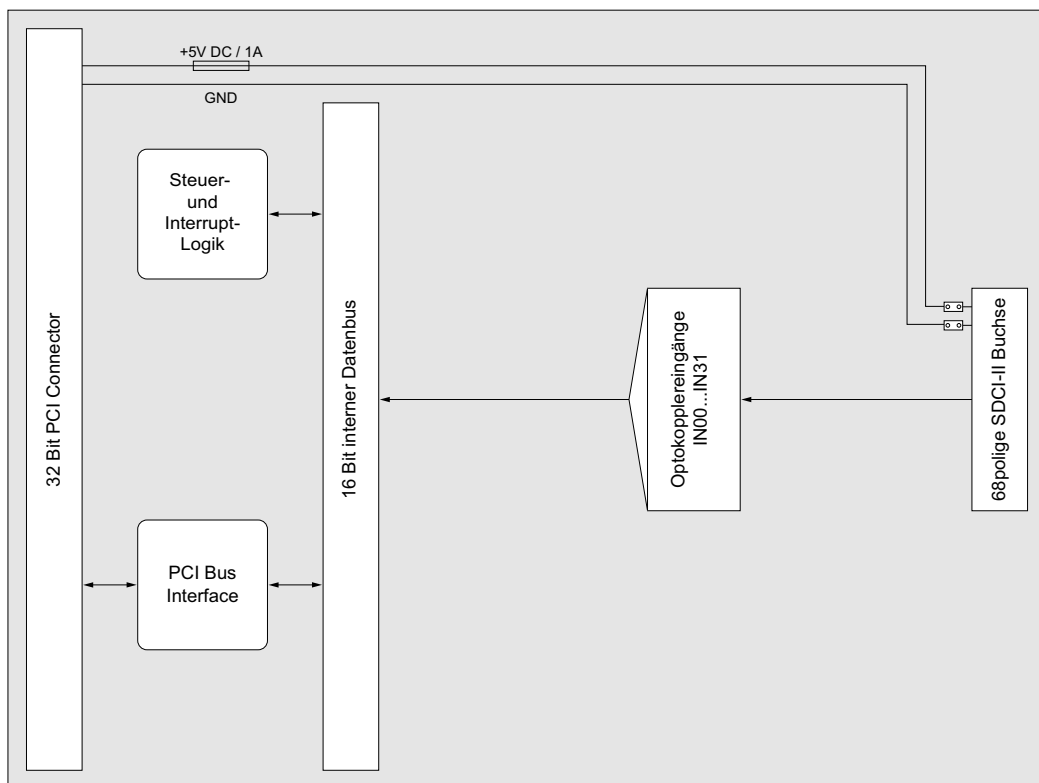 +5V DC / 1A
GND
32 Bit PCI Connector
Steuer-
und
Interrupt-
Logik
PCI Bus
Interface
16 Bit interner Datenbus
Optokopplereingänge
IN00...IN31
68polige SDCI-II Buchse